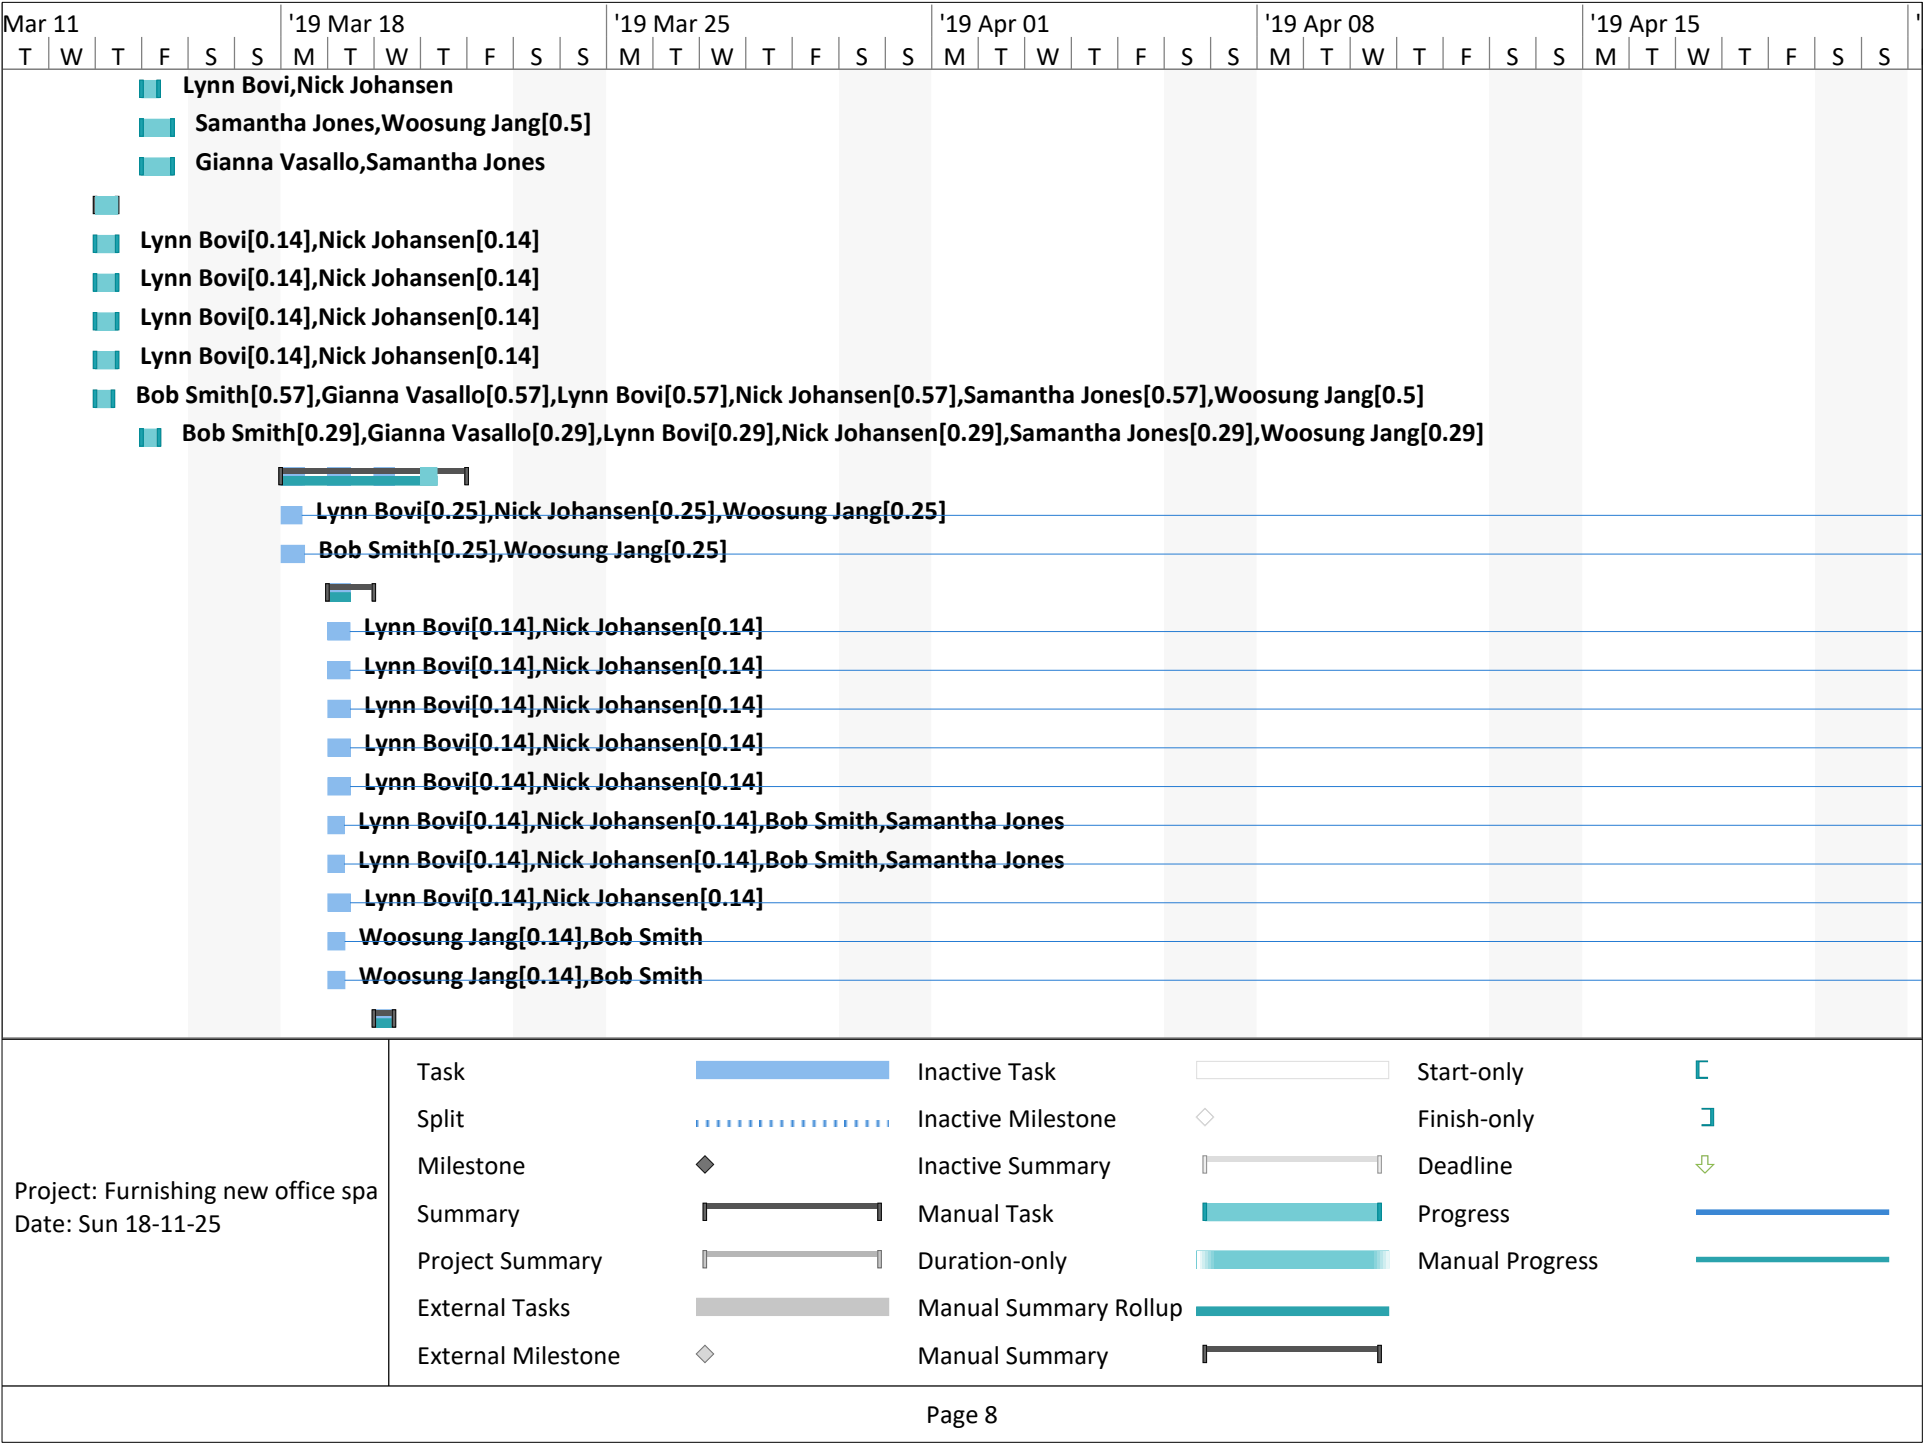 Mar 11 '19 Mar 18 '19 Mar 25 '19 Apr 01 '19 Apr 08 '19 Apr 15 '
T W T F S S M T W T F S S M T W T F S S M T W T F S S M T W T F S S M T W T F S S
Lynn Bovi,Nick Johansen
Samantha Jones,Woosung Jang[0.5]
Gianna Vasallo,Samantha Jones
Lynn Bovi[0.14],Nick Johansen[0.14]
Lynn Bovi[0.14],Nick Johansen[0.14]
Lynn Bovi[0.14],Nick Johansen[0.14]
Lynn Bovi[0.14],Nick Johansen[0.14]
Bob Smith[0.57],Gianna Vasallo[0.57],Lynn Bovi[0.57],Nick Johansen[0.57],Samantha Jones[0.57],Woosung Jang[0.5]
Bob Smith[0.29],Gianna Vasallo[0.29],Lynn Bovi[0.29],Nick Johansen[0.29],Samantha Jones[0.29],Woosung Jang[0.29]
Lynn Bovi[0.25],Nick Johansen[0.25],Woosung Jang[0.25]
Bob Smith[0.25],Woosung Jang[0.25]
Lynn Bovi[0.14],Nick Johansen[0.14]
Lynn Bovi[0.14],Nick Johansen[0.14]
Lynn Bovi[0.14],Nick Johansen[0.14]
Lynn Bovi[0.14],Nick Johansen[0.14]
Lynn Bovi[0.14],Nick Johansen[0.14]
Lynn Bovi[0.14],Nick Johansen[0.14],Bob Smith,Samantha Jones
Lynn Bovi[0.14],Nick Johansen[0.14],Bob Smith,Samantha Jones
Lynn Bovi[0.14],Nick Johansen[0.14]
Woosung Jang[0.14],Bob Smith
Woosung Jang[0.14],Bob Smith
Project: Furnishing new office spa
Date: Sun 18-11-25
Task
Split
Milestone
Summary
Project Summary
External Tasks
External Milestone
Inactive Task
Inactive Milestone
Inactive Summary
Manual Task
Duration-only
Manual Summary Rollup
Manual Summary
Start-only
Finish-only
Deadline
Progress
Manual Progress
Page 8